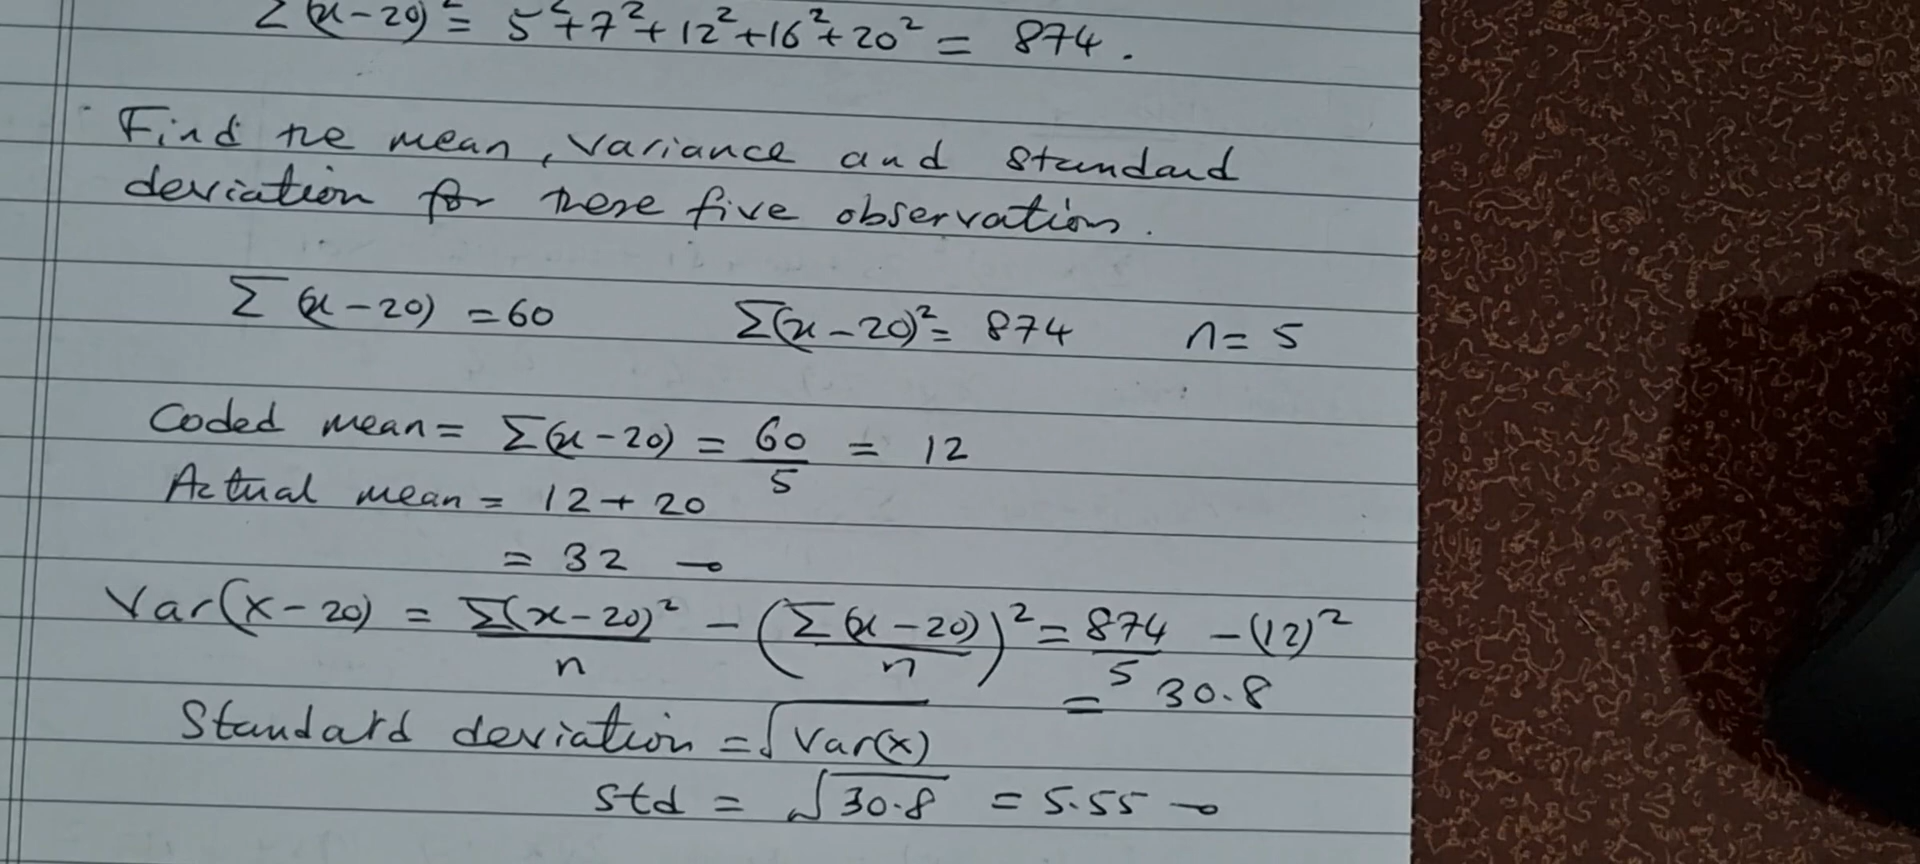 Σ(x-20)² = 5²+7²+12²+16²+20² = 874.
Find the mean, variance and standard
deviation for these five observations.
Σ(x-20) = 60 Σ(x-20)² = 874 n = 5
Coded mean = Σ(x-20) = 60/5 = 12
Actual mean = 12 + 20
= 32
Var(X-20) = Σ(x-20)²/n - (Σ(x-20)/n)² = 874/5 - (12)²
= 30.8
Standard deviation = √Var(X)
Std = √30.8 = 5.55